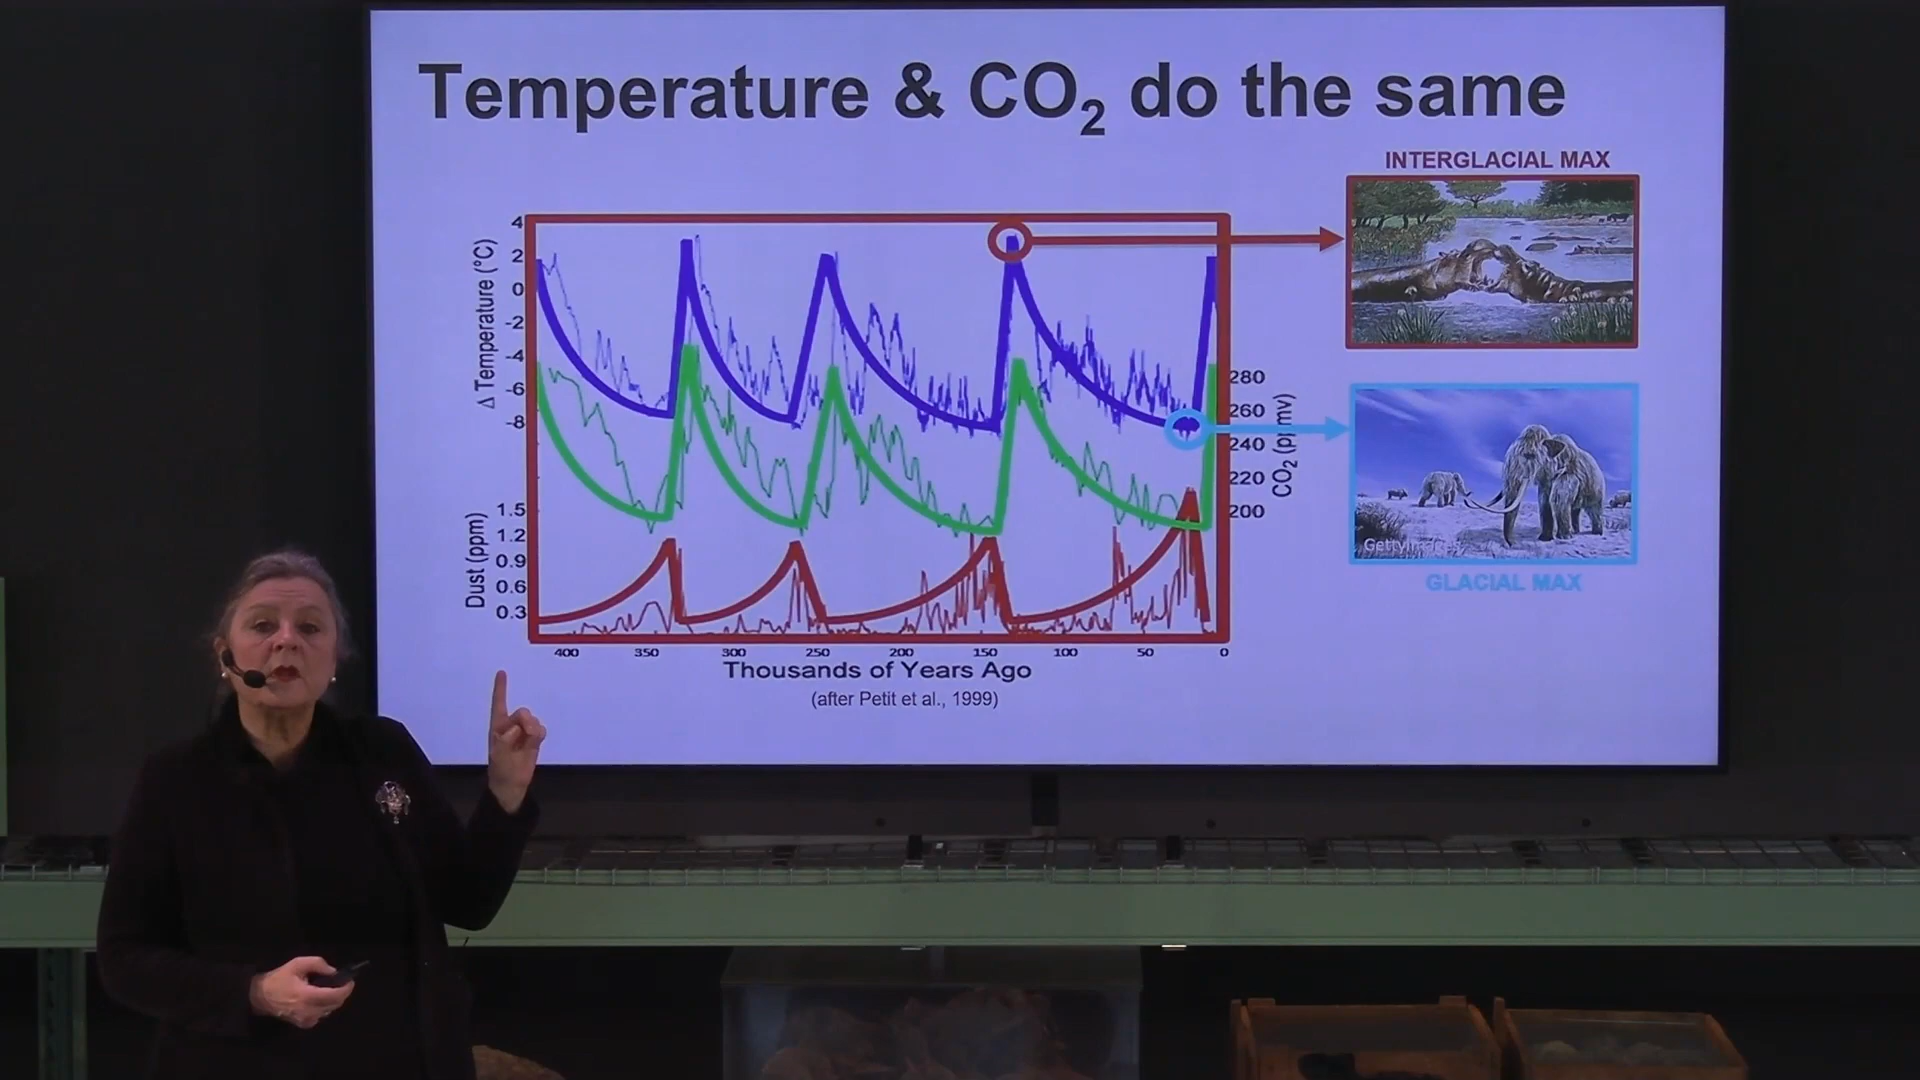 Temperature & CO2 do the same
INTERGLACIAL MAX
Δ Temperature (°C)
4
2
0
-2
-4
-6
-8
280
260
240
220
200
CO2 (ppmv)
Dust (ppm)
1.5
1.2
0.9
0.6
0.3
400 350 300 250 200 150 100 50 0
Thousands of Years Ago
(after Petit et al., 1999)
GLACIAL MAX